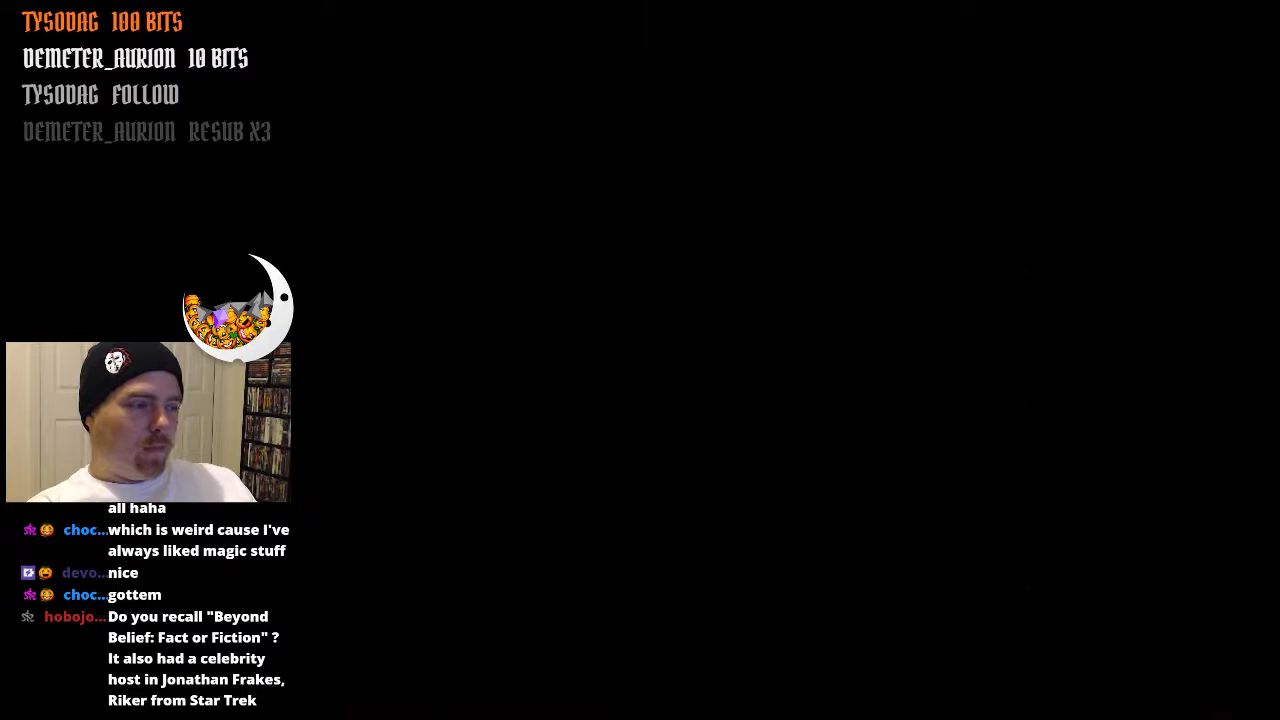 TYSODAG 100 BITS
DEMETER_AURION 10 BITS
TYSODAG FOLLOW
DEMETER_AURION RESUB X3
all haha
choc... which is weird cause I've
always liked magic stuff
devo... nice
choc... gottem
hobojo... Do you recall "Beyond
Belief: Fact or Fiction" ?
It also had a celebrity
host in Jonathan Frakes,
Riker from Star Trek